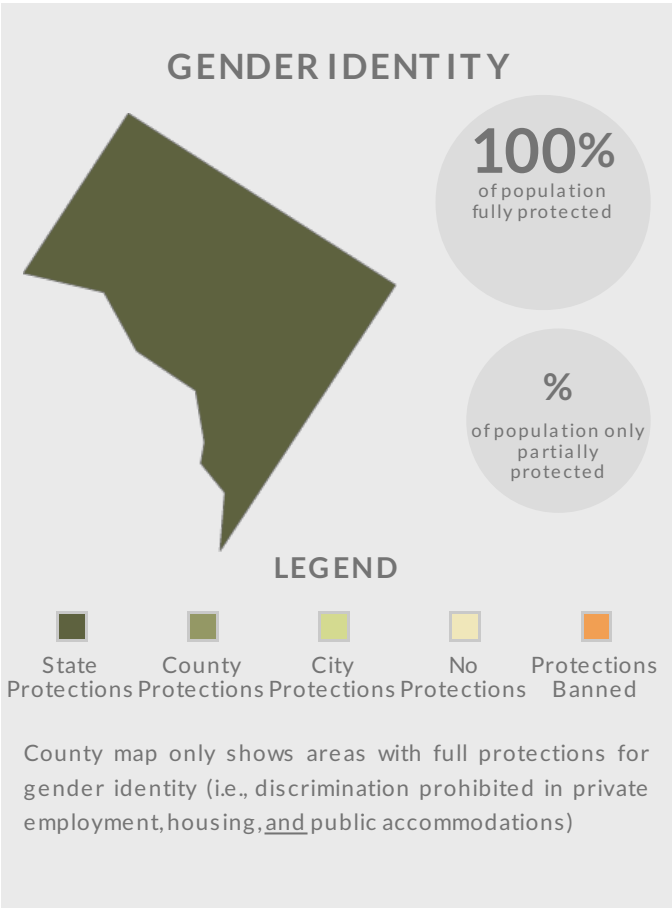 GENDER IDENTITY
100%
of population
fully protected
%
of population only
partially
protected
LEGEND
State
Protections
County
Protections
City
Protections
No
Protections
Protections
Banned
County map only shows areas with full protections for
gender identity (i.e., discrimination prohibited in private
employment, housing, and public accommodations)